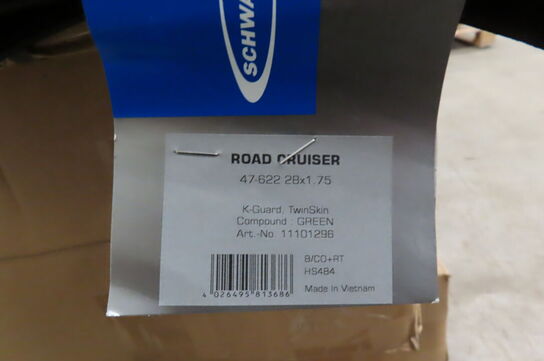 SCHWA
ROAD CRUISER
47-622 28x1.75
K-Guard, TwinSkin
Compound : GREEN
Art.-No. 11101296
B/CO+RT
HS484
Made In Vietnam
4 026495 813686